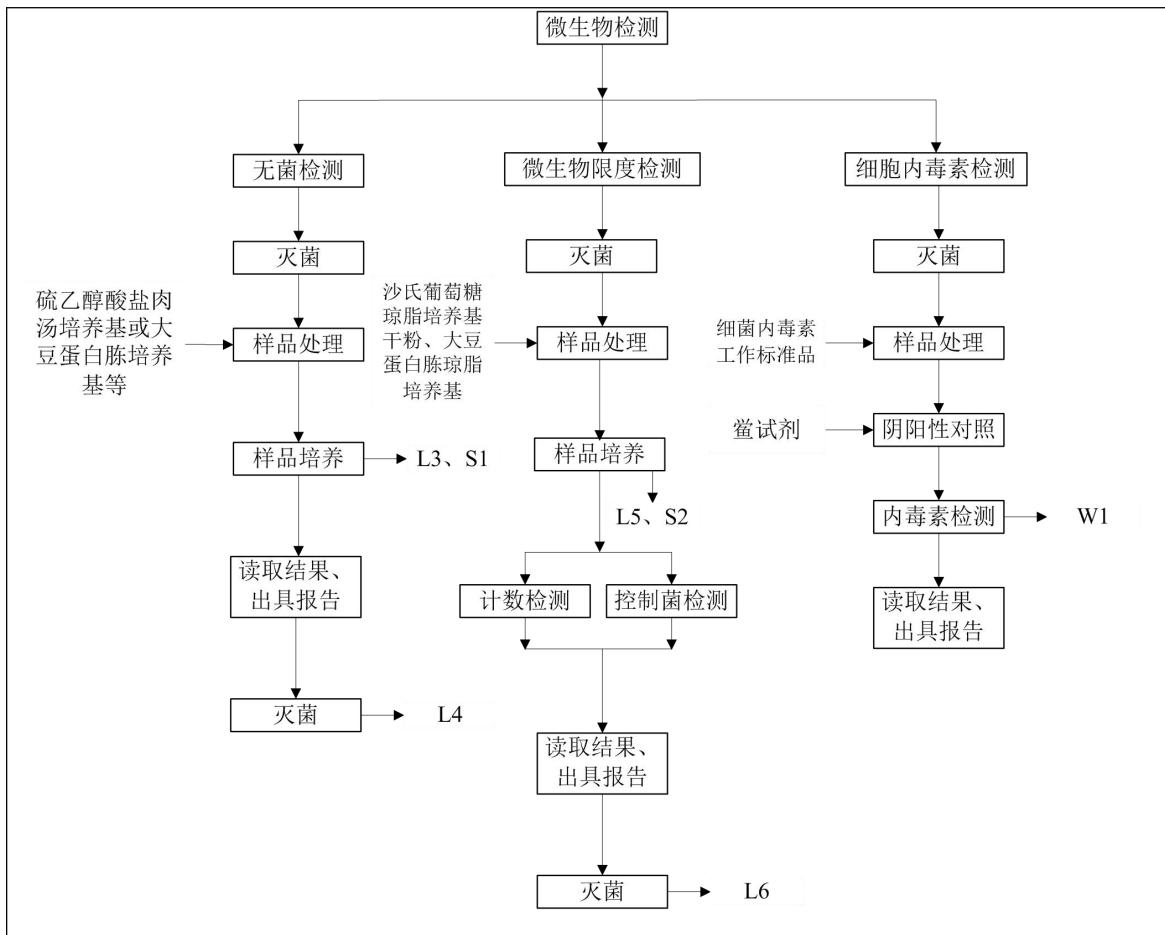 微生物检测
无菌检测
微生物限度检测
细胞内毒素检测
灭菌
灭菌
灭菌
硫乙醇酸盐肉
汤培养基或大
豆蛋白胨培养
基等
样品处理
沙氏葡萄糖
琼脂培养基
干粉、大豆
蛋白胨琼脂
培养基
样品处理
细菌内毒素
工作标准品
样品处理
鲎试剂
阴阳性对照
样品培养
L3、S1
样品培养
L5、S2
内毒素检测
W1
读取结果、
出具报告
计数检测
控制菌检测
读取结果、
出具报告
灭菌
L4
读取结果、
出具报告
灭菌
L6